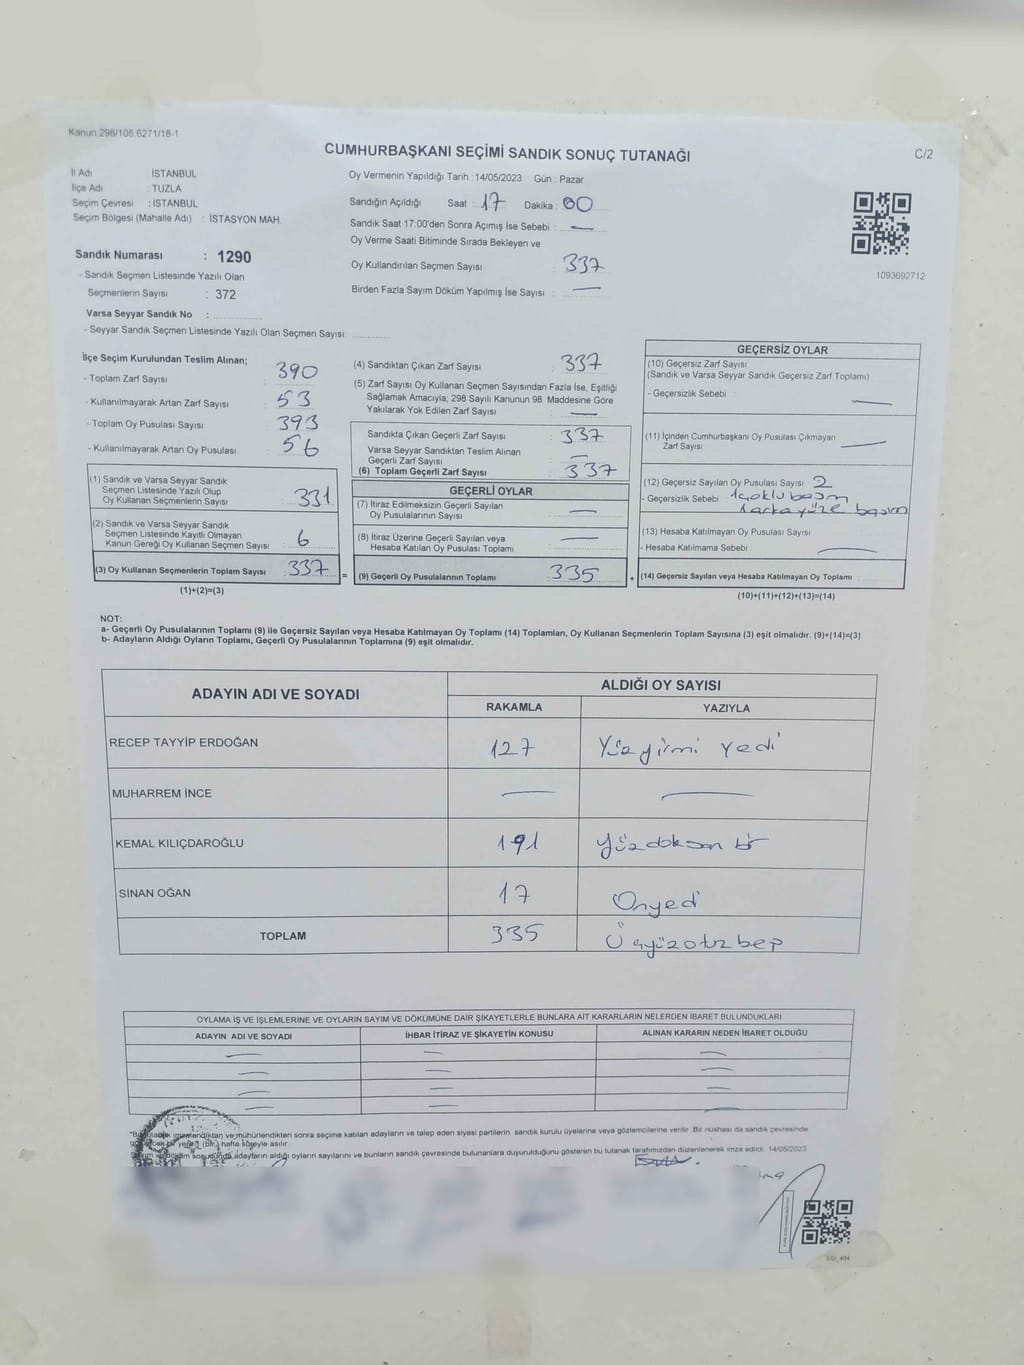 Kanun.298/106.6271/18-1
CUMHURBAŞKANI SEÇİMİ SANDIK SONUÇ TUTANAĞI
C/2
İl Adı : İSTANBUL
İlçe Adı : TUZLA
Seçim Çevresi : İSTANBUL
Seçim Bölgesi (Mahalle Adı) : İSTASYON MAH.
Sandık Numarası : 1290
- Sandık Seçmen Listesinde Yazılı Olan
Seçmenlerin Sayısı : 372
Varsa Seyyar Sandık No :
- Seyyar Sandık Seçmen Listesinde Yazılı Olan Seçmen Sayısı:
Oy Vermenin Yapıldığı Tarih : 14/05/2023 Gün : Pazar
Sandığın Açıldığı Saat : 17 Dakika : 00
Sandık Saat 17:00'den Sonra Açımış İse Sebebi : —
Oy Verme Saati Bitiminde Sırada Bekleyen ve
Oy Kullandırılan Seçmen Sayısı : 337
Birden Fazla Sayım Döküm Yapılmış İse Sayısı : —
1093692712
İlçe Seçim Kurulundan Teslim Alınan;
- Toplam Zarf Sayısı : 390
- Kullanılmayarak Artan Zarf Sayısı : 53
- Toplam Oy Pusulası Sayısı : 393
- Kullanılmayarak Artan Oy Pusulası : 56
(1) Sandık ve Varsa Seyyar Sandık
Seçmen Listesinde Yazılı Olup
Oy Kullanan Seçmenlerin Sayısı : 331
(2) Sandık ve Varsa Seyyar Sandık
Seçmen Listesinde Kayıtlı Olmayan
Kanun Gereği Oy Kullanan Seçmen Sayısı : 6
(3) Oy Kullanan Seçmenlerin Toplam Sayısı : 337
(1)+(2)=(3)
(4) Sandıktan Çıkan Zarf Sayısı : 337
(5) Zarf Sayısı Oy Kullanan Seçmen Sayısından Fazla İse, Eşitliği
Sağlamak Amacıyla; 298 Sayılı Kanunun 98. Maddesine Göre
Yakılarak Yok Edilen Zarf Sayısı : —
Sandıkta Çıkan Geçerli Zarf Sayısı : 337
Varsa Seyyar Sandıktan Teslim Alınan
Geçerli Zarf Sayısı : —
(6) Toplam Geçerli Zarf Sayısı : 337
GEÇERLİ OYLAR
(7) İtiraz Edilmeksizin Geçerli Sayılan
Oy Pusulalarının Sayısı : —
(8) İtiraz Üzerine Geçerli Sayılan veya
Hesaba Katılan Oy Pusulası Toplamı : —
= (9) Geçerli Oy Pusulalarının Toplamı : 335
GEÇERSİZ OYLAR
(10) Geçersiz Zarf Sayısı
(Sandık ve Varsa Seyyar Sandık Geçersiz Zarf Toplamı)
- Geçersizlik Sebebi : —
(11) İçinden Cumhurbaşkanı Oy Pusulası Çıkmayan
Zarf Sayısı : —
(12) Geçersiz Sayılan Oy Pusulası Sayısı : 2
- Geçersizlik Sebebi : 1 çoklu basım
1 arka yüze basım
(13) Hesaba Katılmayan Oy Pusulası Sayısı
- Hesaba Katılmama Sebebi : —
+ (14) Geçersiz Sayılan veya Hesaba Katılmayan Oy Toplamı :
(10)+(11)+(12)+(13)=(14)
NOT:
a- Geçerli Oy Pusulalarının Toplamı (9) ile Geçersiz Sayılan veya Hesaba Katılmayan Oy Toplamı (14) Toplamları, Oy Kullanan Seçmenlerin Toplam Sayısına (3) eşit olmalıdır. (9)+(14)=(3)
b- Adayların Aldığı Oyların Toplamı, Geçerli Oy Pusulalarının Toplamına (9) eşit olmalıdır.
ADAYIN ADI VE SOYADI
ALDIĞI OY SAYISI
RAKAMLA YAZIYLA
RECEP TAYYİP ERDOĞAN 127 Yüzyirmi yedi
MUHARREM İNCE — —
KEMAL KILIÇDAROĞLU 191 yüzdoksan bir
SİNAN OĞAN 17 Onyedi
TOPLAM 335 Üçyüzotuzbeş
OYLAMA İŞ VE İŞLEMLERİNE VE OYLARIN SAYIM VE DÖKÜMÜNE DAİR ŞİKAYETLERLE BUNLARA AİT KARARLARIN NELERDEN İBARET BULUNDUKLARI
ADAYIN ADI VE SOYADI İHBAR İTİRAZ VE ŞİKAYETİN KONUSU ALINAN KARARIN NEDEN İBARET OLDUĞU
imzalandıktan ve mühürlendikten sonra seçime katılan adayların ve talep eden siyasi partilerin sandık kurulu üyelerine veya gözlemcilerine verilir. Bir nüshası da sandık çevresinde
bir yere (bir) hafta süreyle asılır.
döküm sonucunda adayların aldığı oyların sayılarını ve bunların sandık çevresinde bulunanlara duyurulduğunu gösteren bu tutanak tarafımızdan düzenlenerek imza edildi. 14/05/2023